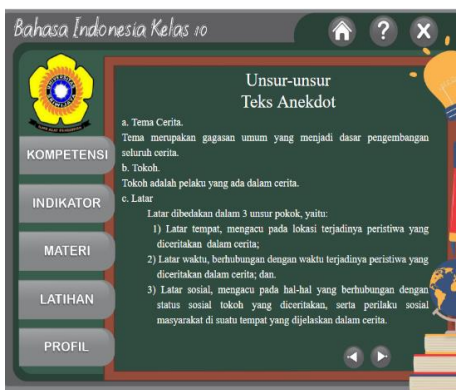 Bahasa Indonesia Kelas 10
?
X
KOMPETENSI
INDIKATOR
MATERI
LATIHAN
PROFIL
Unsur-unsur
Teks Anekdot
a. Tema Cerita.
Tema merupakan gagasan umum yang menjadi dasar pengembangan
seluruh cerita.
b. Tokoh.
Tokoh adalah pelaku yang ada dalam cerita.
c. Latar
Latar dibedakan dalam 3 unsur pokok, yaitu:
1) Latar tempat, mengacu pada lokasi terjadinya peristiwa yang
diceritakan dalam cerita;
2) Latar waktu, berhubungan dengan waktu terjadinya peristiwa yang
diceritakan dalam cerita; dan.
3) Latar sosial, mengacu pada hal-hal yang berhubungan dengan
status sosial tokoh yang diceritakan, serta perilaku sosial
masyarakat di suatu tempat yang dijelaskan dalam cerita.